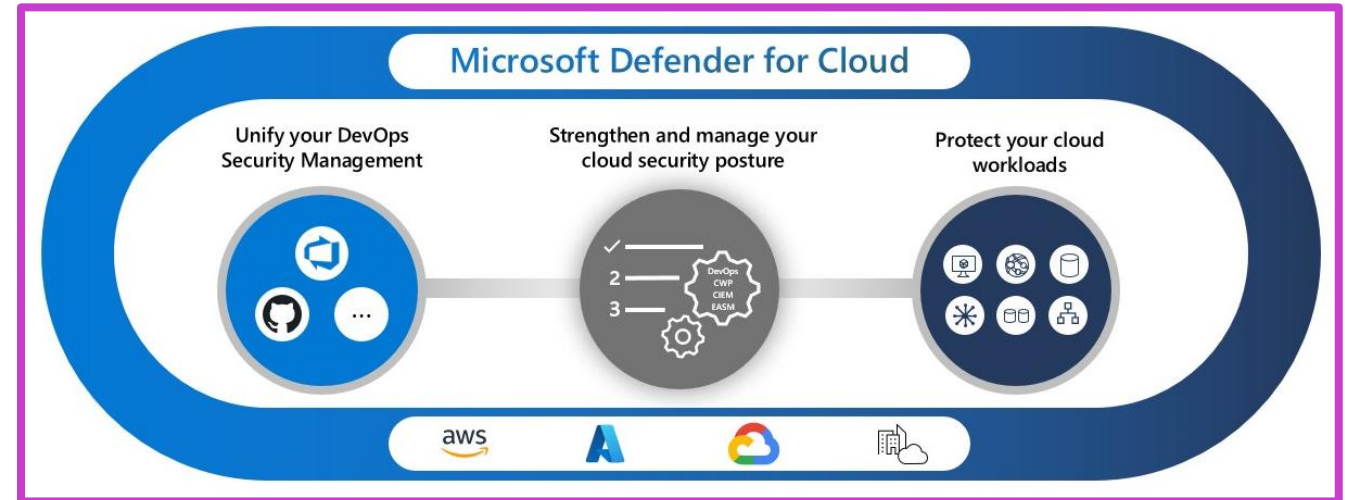 Microsoft Defender for Cloud
Unify your DevOps
Security Management
Strengthen and manage your
cloud security posture
Protect your cloud
workloads
2
3
DevOps
CWP
CIEM
EASM
...
aws